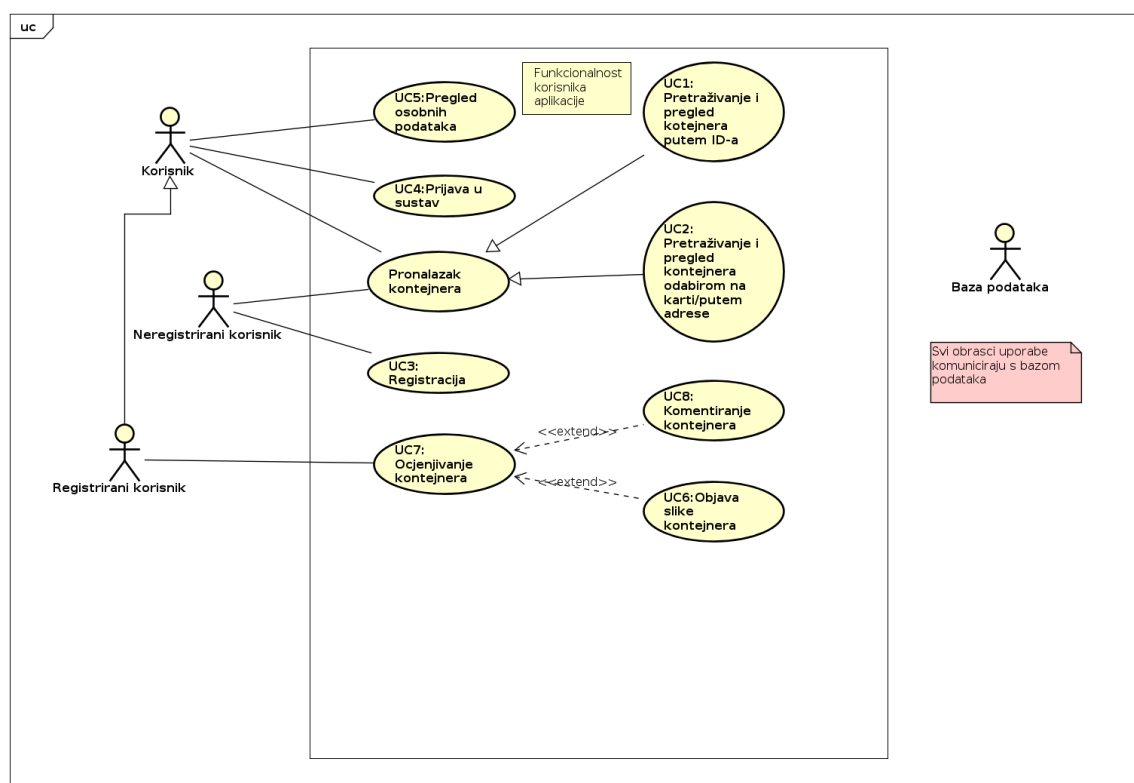 uc
UC5:Pregled
osobnih
podataka
Funkcionalnost
korisnika
aplikacije
UC1:
Pretraživanje i
pregled
kotejnera
putem ID-a
Korisnik
UC4:Prijava u
sustav
UC2:
Pretraživanje i
pregled
kontejnera
odabirom na
karti/putem
adrese
Pronalazak
kontejnera
Baza podataka
Neregistrirani korisnik
Svi obrasci uporabe
komuniciraju s bazom
podataka
UC3:
Registracija
UC8:
Komentiranje
kontejnera
<<extend>>
UC7:
Ocjenjivanje
kontejnera
Registrirani korisnik
<<extend>>
UC6:Objava
slike
kontejnera